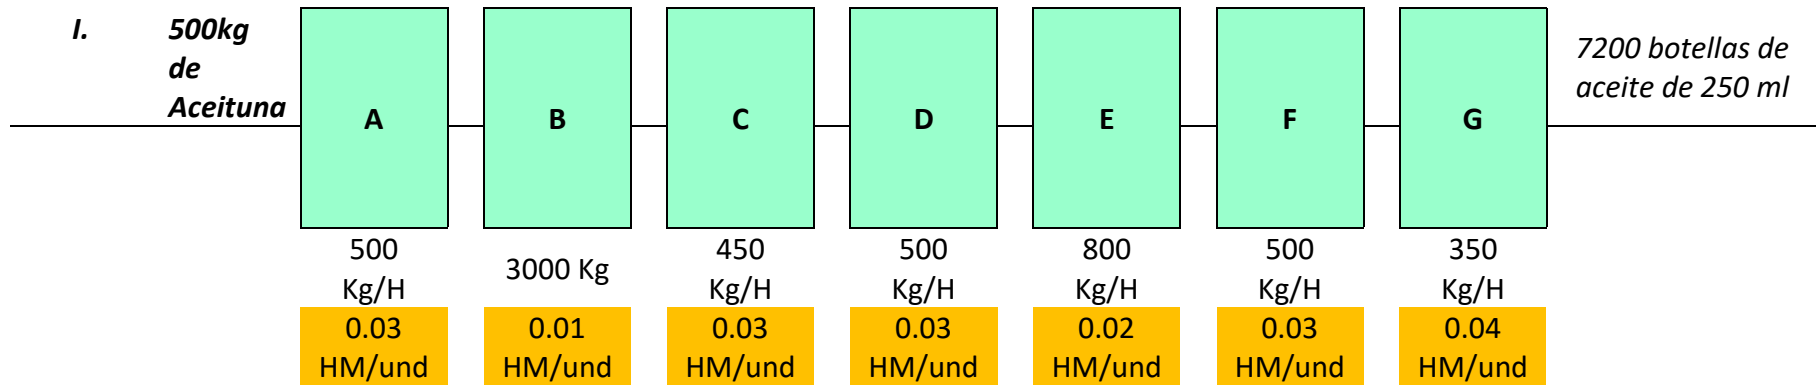 I. 500kg
de
Aceituna
A
B
C
D
E
F
G
7200 botellas de
aceite de 250 ml
500
Kg/H
3000 Kg
450
Kg/H
500
Kg/H
800
Kg/H
500
Kg/H
350
Kg/H
0.03
HM/und
0.01
HM/und
0.03
HM/und
0.03
HM/und
0.02
HM/und
0.03
HM/und
0.04
HM/und